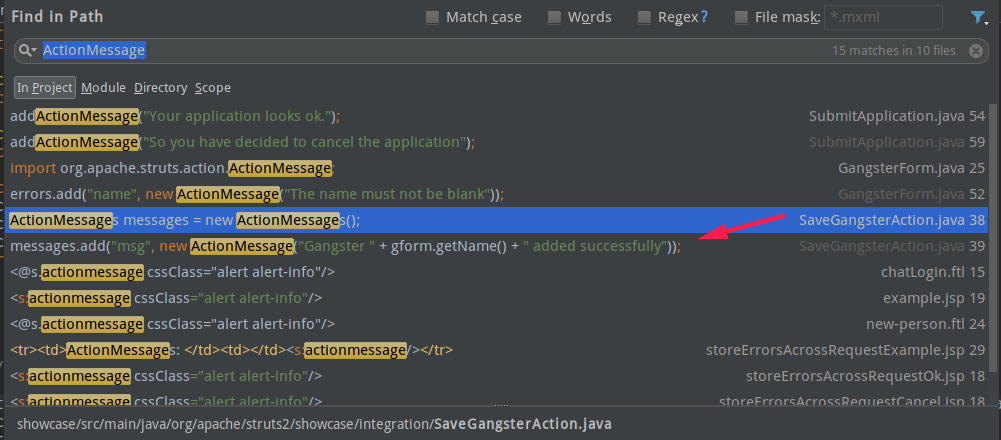 Find in Path Match case Words Regex? File mask: *.mxml
ActionMessage 15 matches in 10 files
In Project Module Directory Scope
addActionMessage("Your application looks ok."); SubmitApplication.java 54
addActionMessage("So you have decided to cancel the application"); SubmitApplication.java 59
import org.apache.struts.action.ActionMessage; GangsterForm.java 25
errors.add("name", new ActionMessage("The name must not be blank")); GangsterForm.java 52
ActionMessages messages = new ActionMessages(); SaveGangsterAction.java 38
messages.add("msg", new ActionMessage("Gangster " + gform.getName() + " added successfully")); SaveGangsterAction.java 39
<@s.actionmessage cssClass="alert alert-info"/> chatLogin.ftl 15
<s:actionmessage cssClass="alert alert-info"/> example.jsp 19
<@s.actionmessage cssClass="alert alert-info"/> new-person.ftl 24
<tr><td>ActionMessages: </td><td></td><s:actionmessage/></tr> storeErrorsAcrossRequestExample.jsp 29
<s:actionmessage cssClass="alert alert-info"/> storeErrorsAcrossRequestOk.jsp 18
<s:actionmessage cssClass="alert alert-info"/> storeErrorsAcrossRequestCancel.jsp 18
showcase/src/main/java/org/apache/struts2/showcase/integration/SaveGangsterAction.java